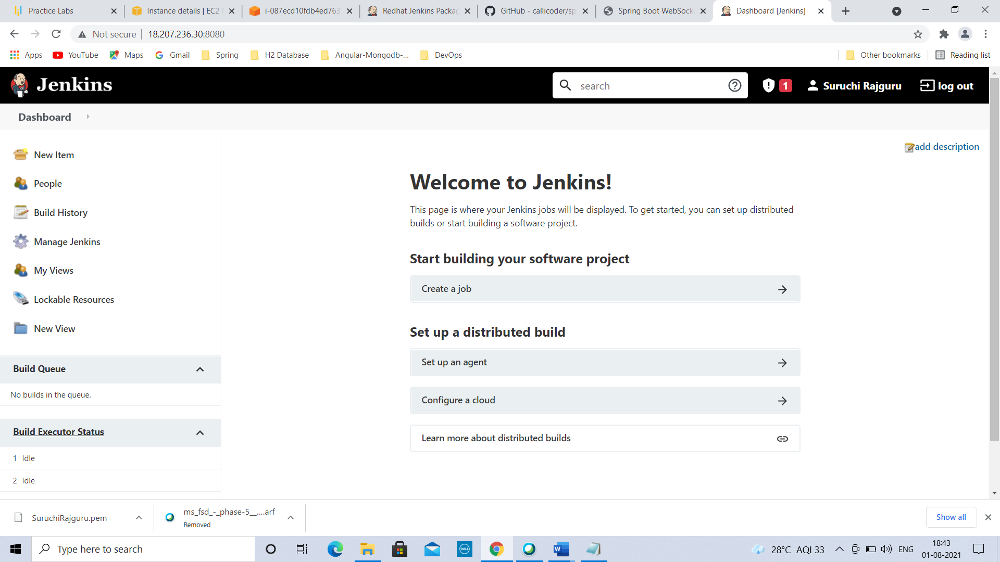 Practice Labs
Instance details | EC2
i-087ecd10fdb4ed763
Redhat Jenkins Packag
GitHub - callicoder/sp
Spring Boot WebSock
Dashboard [Jenkins]
Not secure | 18.207.236.30:8080
Apps
YouTube
Maps
Gmail
Spring
H2 Database
Angular-Mongodb-...
DevOps
Other bookmarks
Reading list
Jenkins
search
1
Suruchi Rajguru
log out
Dashboard
add description
New Item
People
Build History
Manage Jenkins
My Views
Lockable Resources
New View
Build Queue
No builds in the queue.
Build Executor Status
1 Idle
2 Idle
Welcome to Jenkins!
This page is where your Jenkins jobs will be displayed. To get started, you can set up distributed
builds or start building a software project.
Start building your software project
Create a job
Set up a distributed build
Set up an agent
Configure a cloud
Learn more about distributed builds
SuruchiRajguru.pem
ms_fsd_-_phase-5__....arf
Removed
Show all
Type here to search
DELL
W
28°C AQI 33
ENG
18:43
01-08-2021